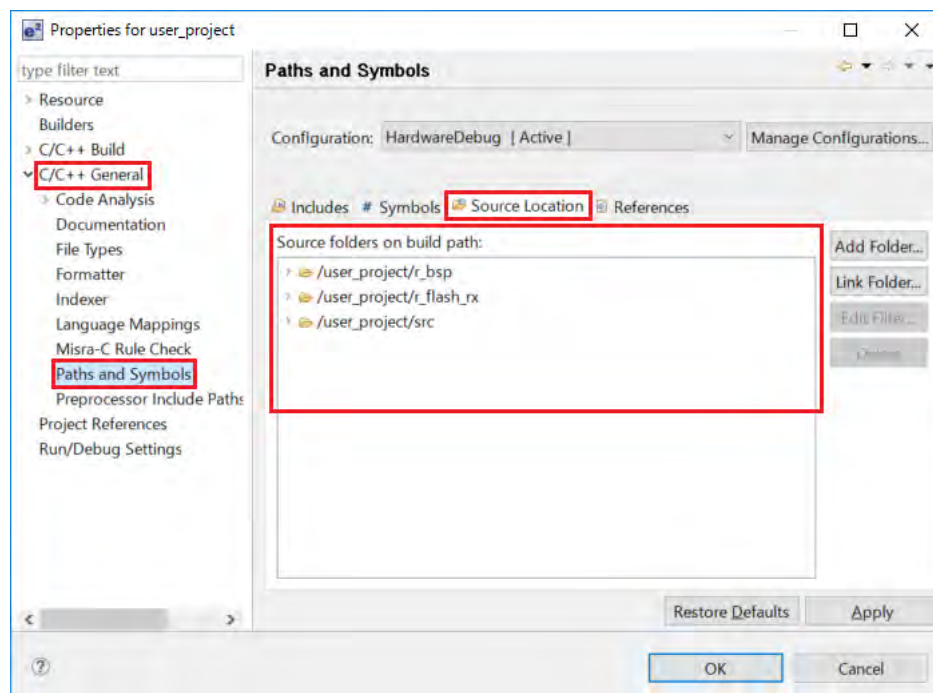 e² Properties for user_project
type filter text
Resource
Builders
C/C++ Build
C/C++ General
Code Analysis
Documentation
File Types
Formatter
Indexer
Language Mappings
Misra-C Rule Check
Paths and Symbols
Preprocessor Include Paths
Project References
Run/Debug Settings
Paths and Symbols
Configuration: HardwareDebug [ Active ] Manage Configurations...
Includes # Symbols Source Location References
Source folders on build path:
/user_project/r_bsp
/user_project/r_flash_rx
/user_project/src
Add Folder...
Link Folder...
Edit Filter...
Delete
Restore Defaults Apply
OK Cancel